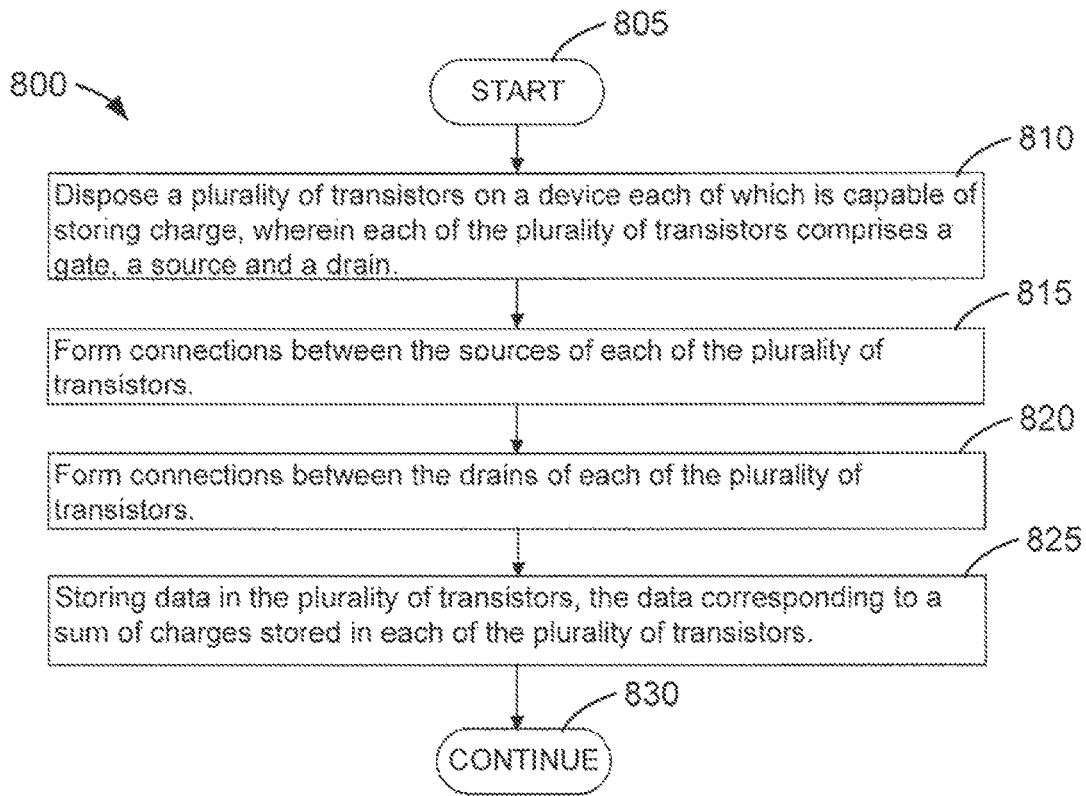 805
800
START
810
Dispose a plurality of transistors on a device each of which is capable of
storing charge, wherein each of the plurality of transistors comprises a
gate, a source and a drain.
815
Form connections between the sources of each of the plurality of
transistors.
820
Form connections between the drains of each of the plurality of
transistors.
825
Storing data in the plurality of transistors, the data corresponding to a
sum of charges stored in each of the plurality of transistors.
830
CONTINUE